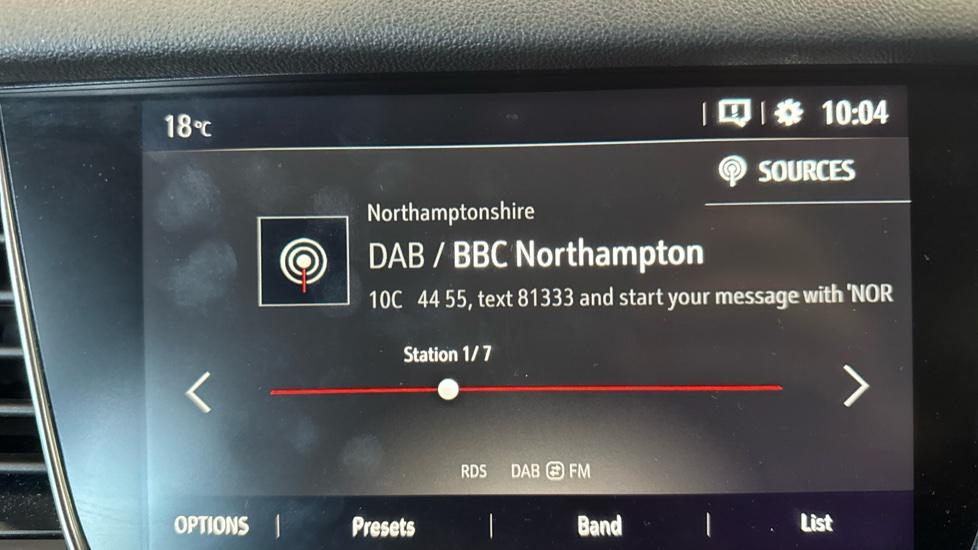 18°C
10:04
SOURCES
Northamptonshire
DAB / BBC Northampton
10C 44 55, text 81333 and start your message with 'NOR
Station 1/7
RDS DAB FM
OPTIONS | Presets | Band | List